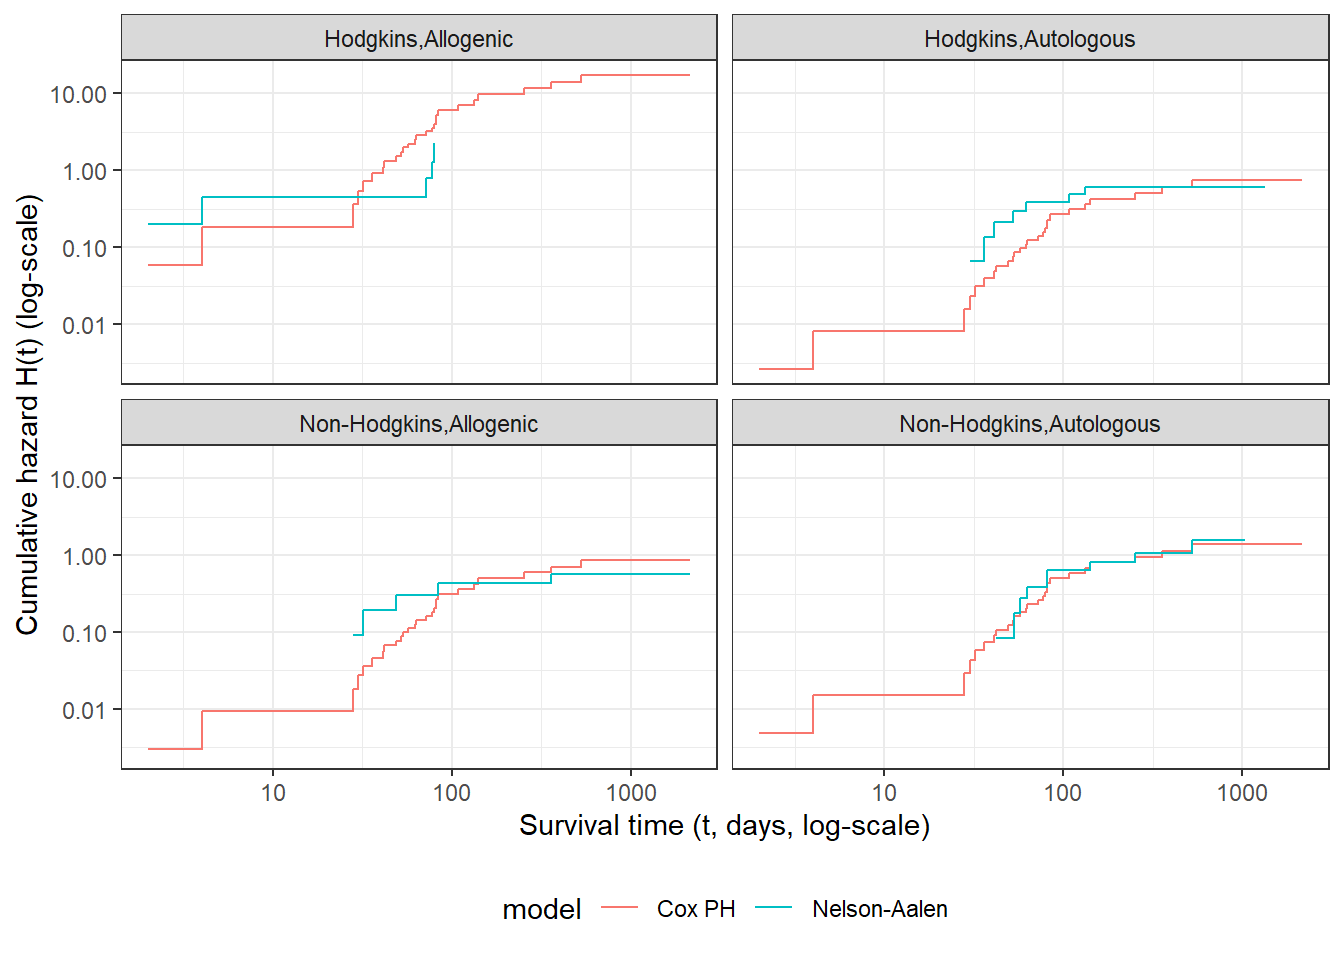 Hodgkins,Allogenic
Hodgkins,Autologous
10.00
1.00
0.10
0.01
Non-Hodgkins,Allogenic
Non-Hodgkins,Autologous
10.00
1.00
0.10
0.01
Cumulative hazard H(t) (log-scale)
10 100 1000
10 100 1000
Survival time (t, days, log-scale)
model Cox PH Nelson-Aalen